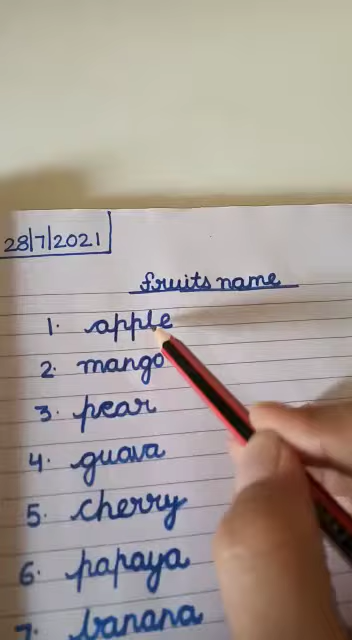 28/7/2021
fruits name
1. apple
2. mango
3. pear
4. guava
5. cherry
6. papaya
7. banana